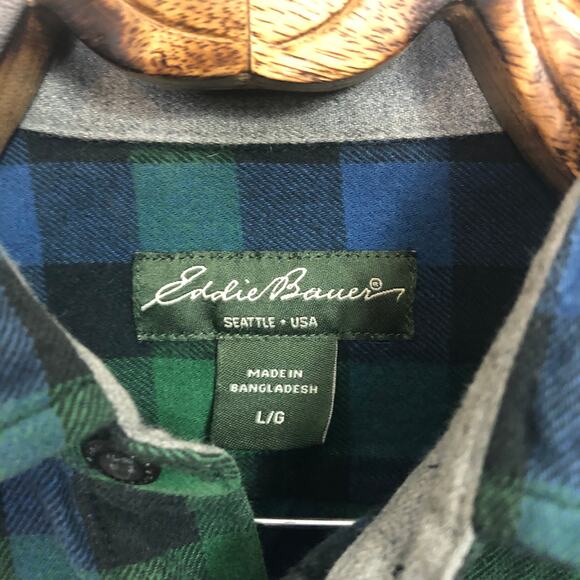 Eddie Bauer®
SEATTLE • USA
MADE IN
BANGLADESH
L/G